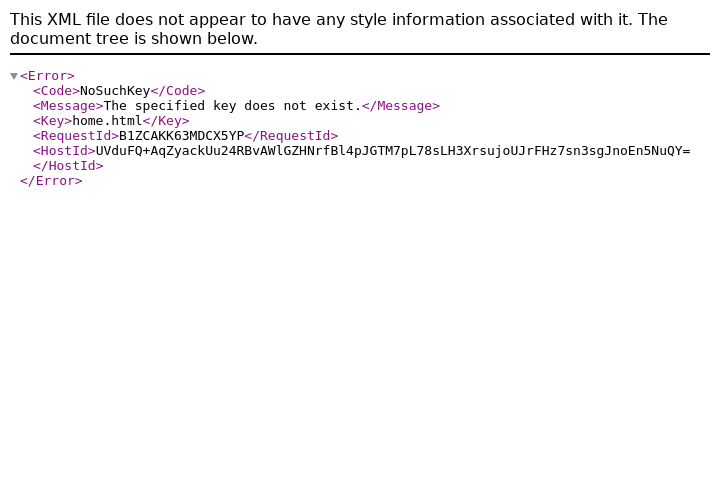 This XML file does not appear to have any style information associated with it. The
document tree is shown below.
<Error>
<Code>NoSuchKey</Code>
<Message>The specified key does not exist.</Message>
<Key>home.html</Key>
<RequestId>B1ZCAKK63MDCX5YP</RequestId>
<HostId>UVduFQ+AqZyackUu24RBvAWlGZHNrfBl4pJGTM7pL78sLH3XrsujoUJrFHz7sn3sgJnoEn5NuQY=
</HostId>
</Error>